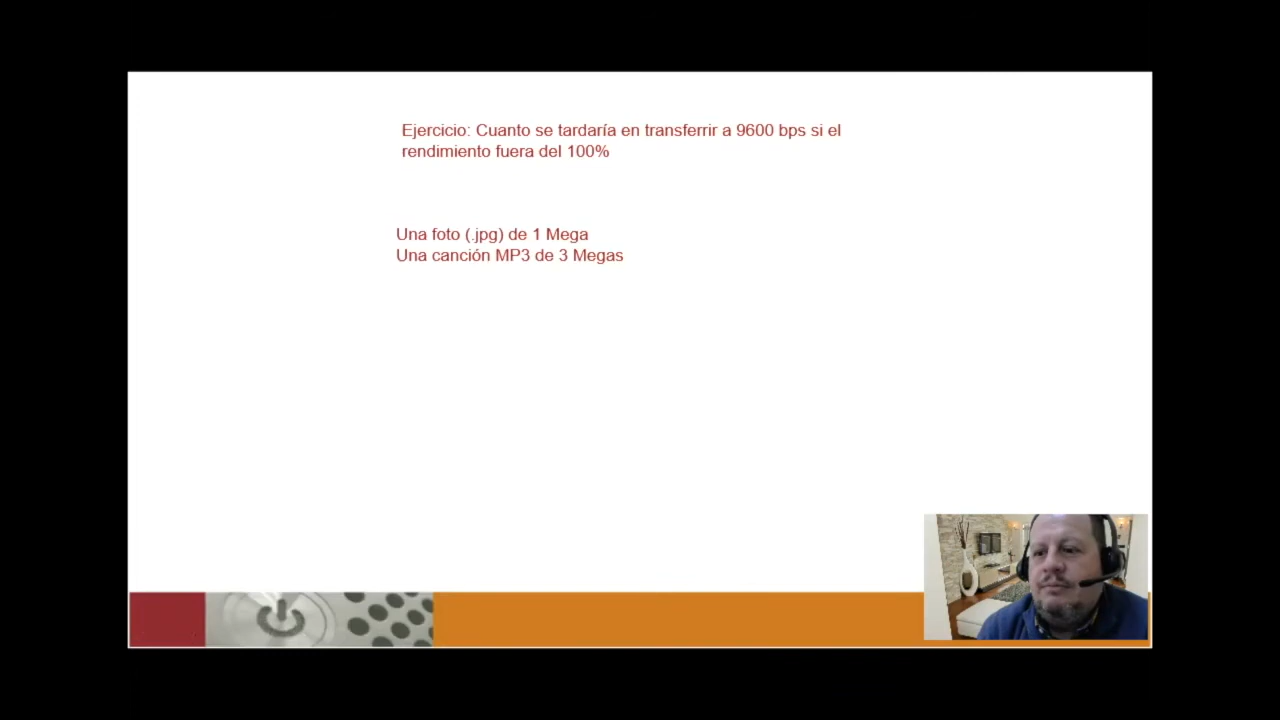 Ejercicio: Cuanto se tardaría en transferrir a 9600 bps si el
rendimiento fuera del 100%
Una foto (.jpg) de 1 Mega
Una canción MP3 de 3 Megas